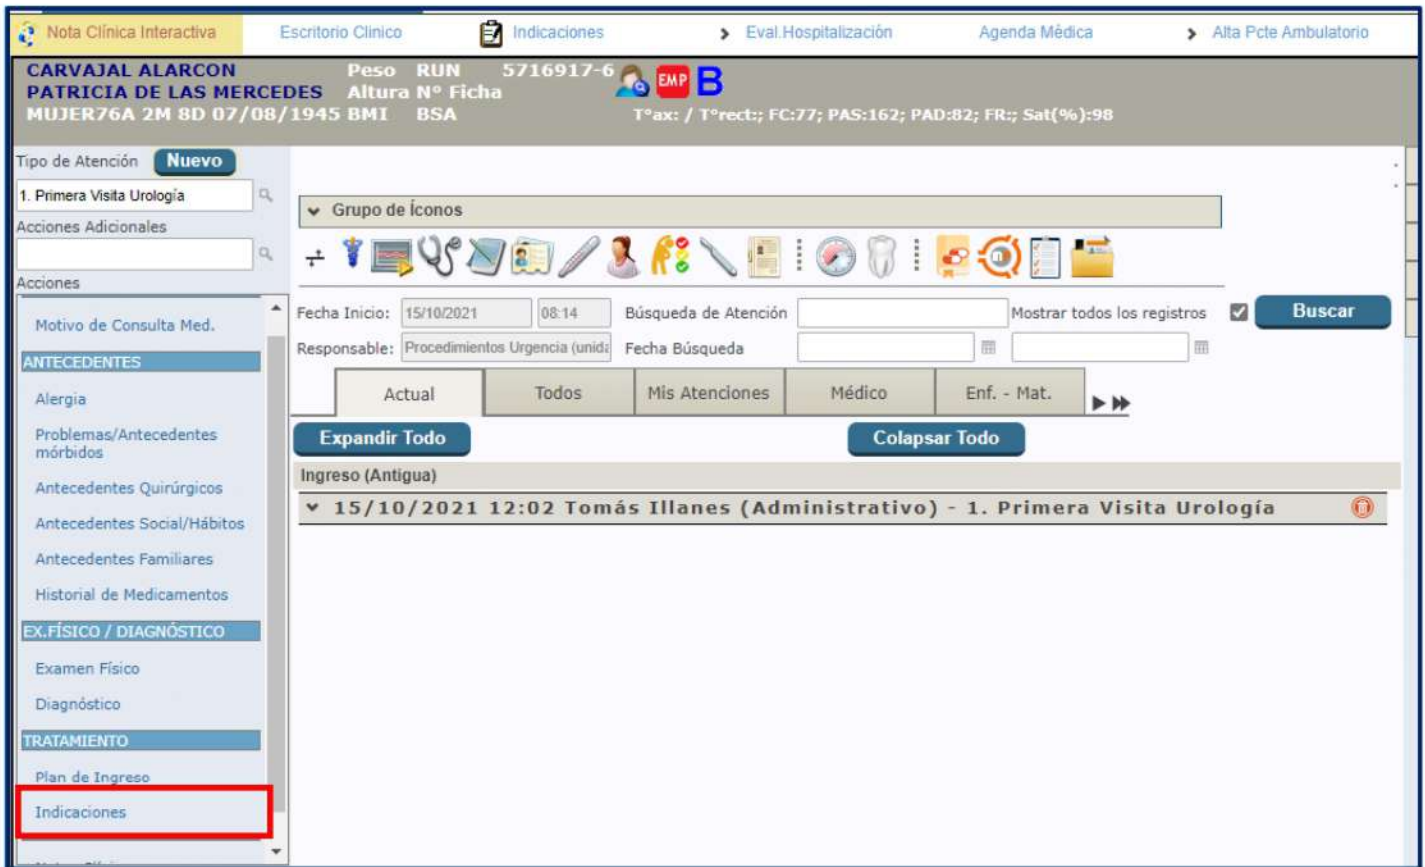 Nota Clínica Interactiva Escritorio Clinico Indicaciones Eval.Hospitalización Agenda Médica Alta Pcte Ambulatorio
CARVAJAL ALARCON Peso RUN 5716917-6 EMP B
PATRICIA DE LAS MERCEDES Altura Nº Ficha
MUJER76A 2M 8D 07/08/1945 BMI BSA Tºax: / Tºrect:; FC:77; PAS:162; PAD:82; FR:; Sat(%):98
Tipo de Atención Nuevo
1. Primera Visita Urología
Acciones Adicionales
Acciones
Motivo de Consulta Med.
ANTECEDENTES
Alergia
Problemas/Antecedentes
mórbidos
Antecedentes Quirúrgicos
Antecedentes Social/Hábitos
Antecedentes Familiares
Historial de Medicamentos
EX.FÍSICO / DIAGNÓSTICO
Examen Físico
Diagnóstico
TRATAMIENTO
Plan de Ingreso
Indicaciones
Grupo de Íconos
Fecha Inicio: 15/10/2021 08:14 Búsqueda de Atención Mostrar todos los registros Buscar
Responsable: Procedimientos Urgencia (unida Fecha Búsqueda
Actual Todos Mis Atenciones Médico Enf. - Mat.
Expandir Todo Colapsar Todo
Ingreso (Antigua)
15/10/2021 12:02 Tomás Illanes (Administrativo) - 1. Primera Visita Urología